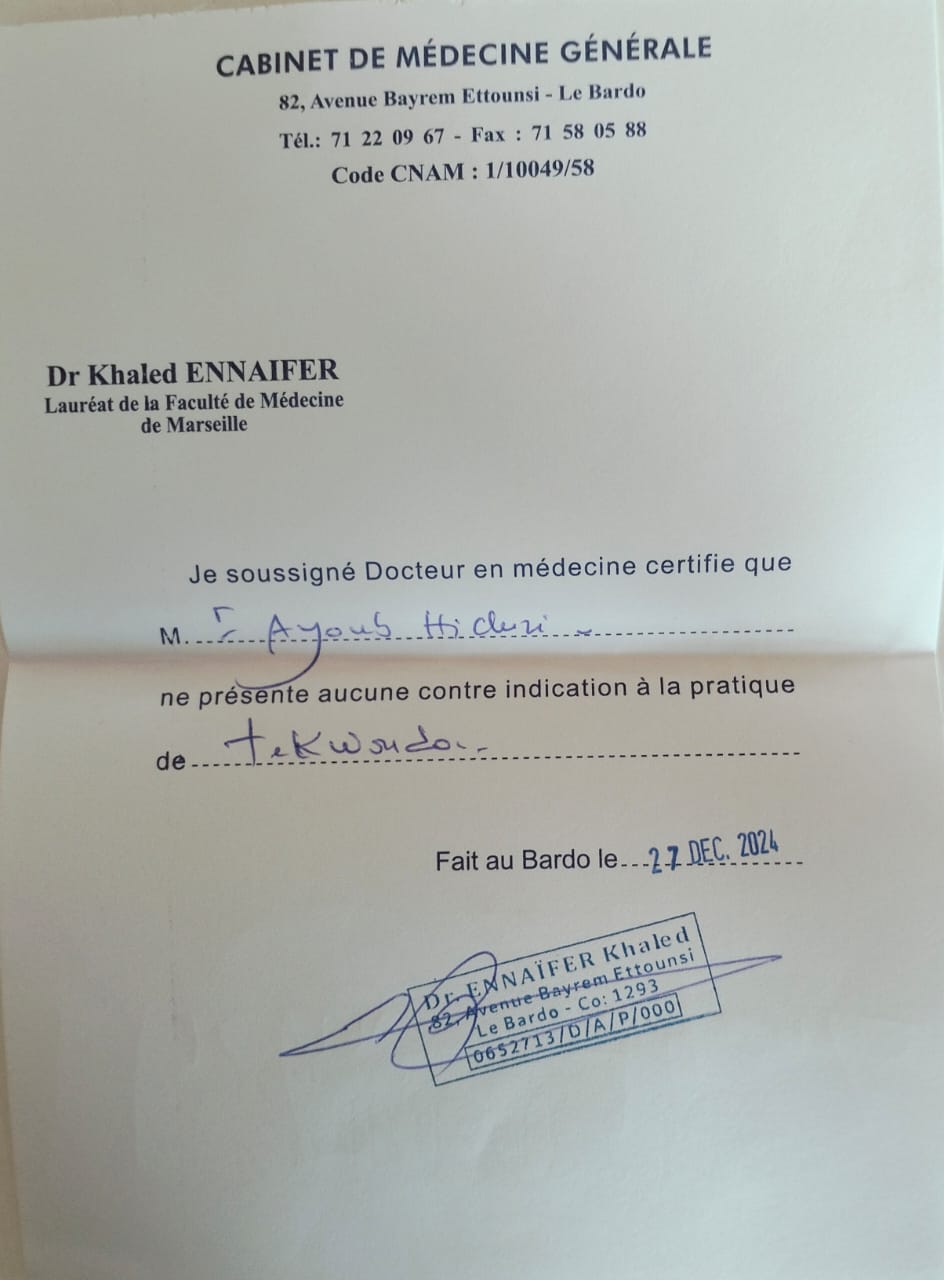 CABINET DE MÉDECINE GÉNÉRALE
82, Avenue Bayrem Ettounsi - Le Bardo
Tél.: 71 22 09 67 - Fax : 71 58 05 88
Code CNAM : 1/10049/58
Dr Khaled ENNAIFER
Lauréat de la Faculté de Médecine
de Marseille
Je soussigné Docteur en médecine certifie que
M. Ayoub
ne présente aucune contre indication à la pratique
de teKwondo
Fait au Bardo le 27 DEC. 2024
Dr. ENNAÏFER Khaled
82, Avenue Bayrem Ettounsi
Le Bardo - Co: 1293
0652713/D/A/P/000